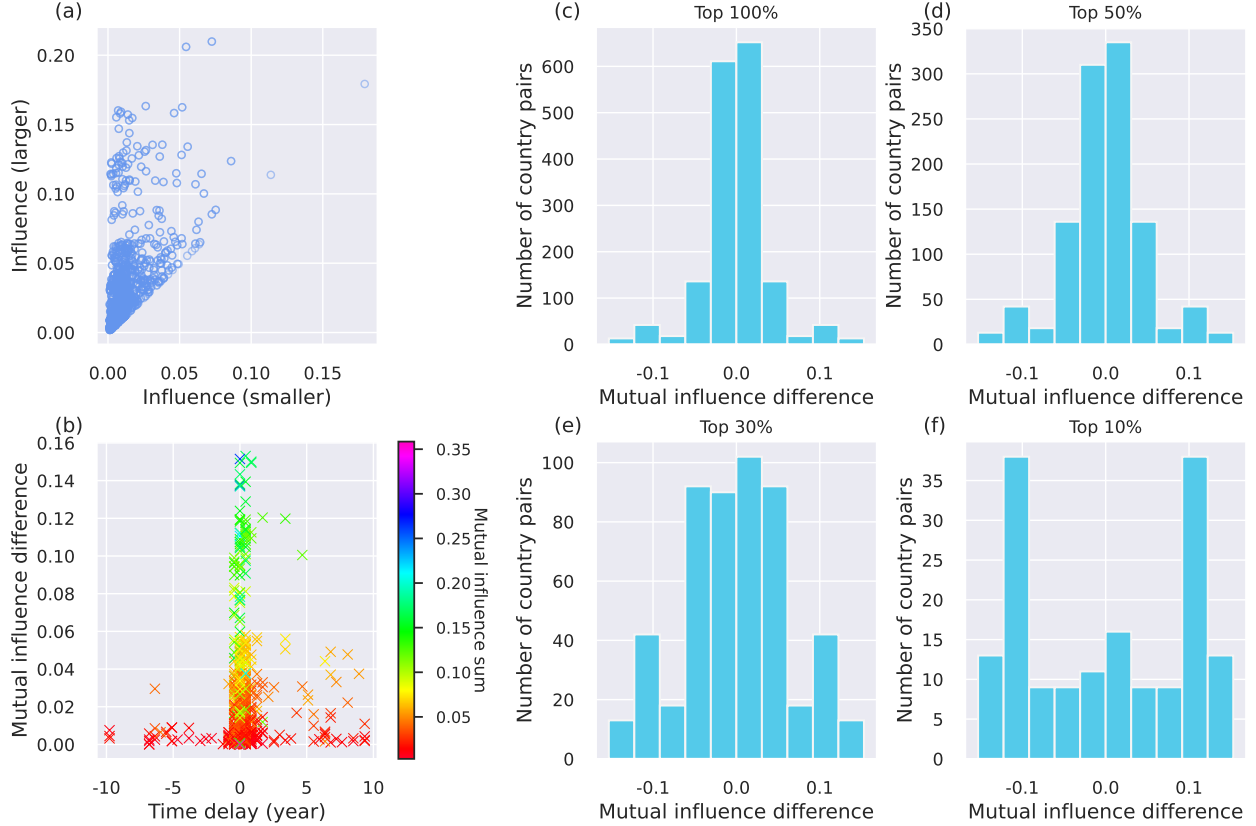 (a)
Influence (larger)
0.20
0.15
0.10
0.05
0.00
0.00 0.05 0.10 0.15
Influence (smaller)
(c)
Top 100%
Number of country pairs
600
500
400
300
200
100
0
-0.1 0.0 0.1
Mutual influence difference
(d)
Top 50%
Number of country pairs
350
300
250
200
150
100
50
0
-0.1 0.0 0.1
Mutual influence difference
(b)
Mutual influence difference
0.16
0.14
0.12
0.10
0.08
0.06
0.04
0.02
0.00
-10 -5 0 5 10
Time delay (year)
0.35
0.30
0.25
0.20
0.15
0.10
0.05
Mutual influence sum
(e)
Top 30%
Number of country pairs
100
80
60
40
20
0
-0.1 0.0 0.1
Mutual influence difference
(f)
Top 10%
Number of country pairs
35
30
25
20
15
10
5
0
-0.1 0.0 0.1
Mutual influence difference